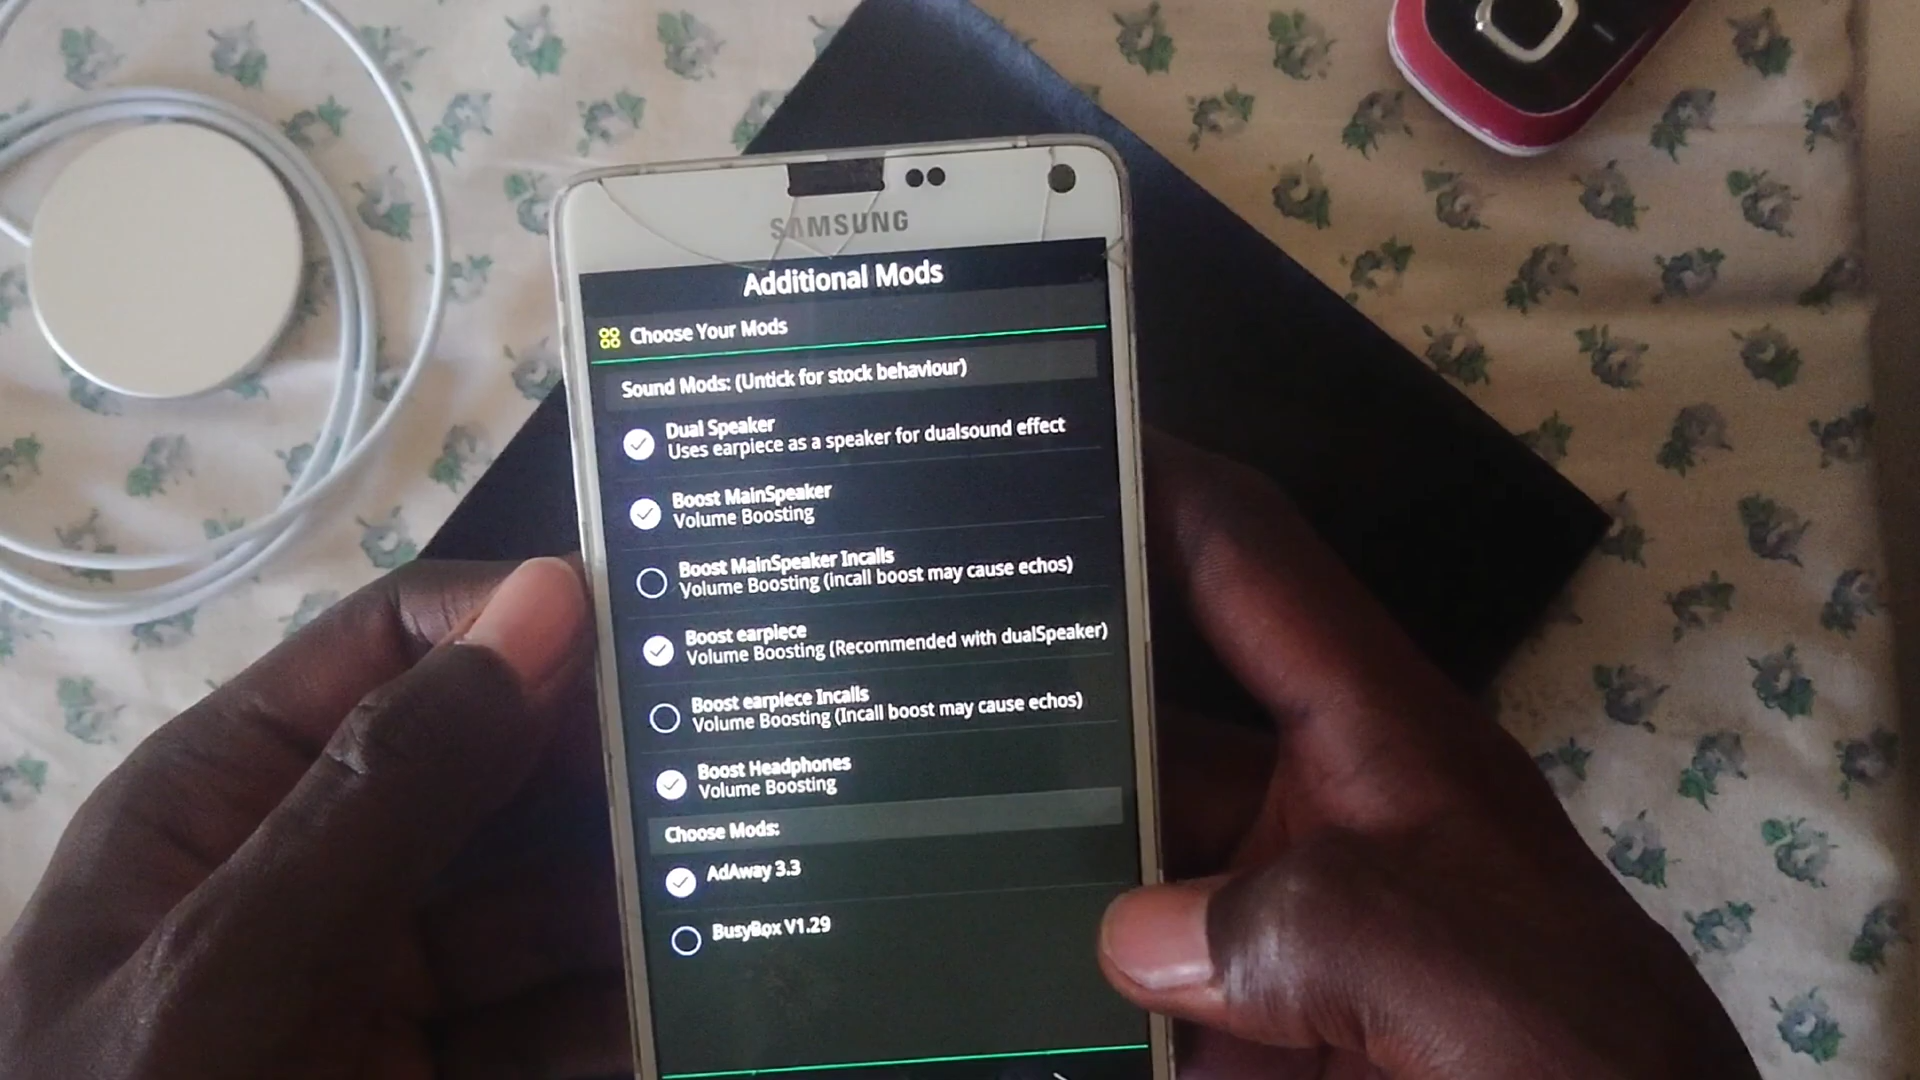 SAMSUNG
Additional Mods
Choose Your Mods
Sound Mods: (Untick for stock behaviour)
Dual Speaker
Uses earpiece as a speaker for dualsound effect
Boost MainSpeaker
Volume Boosting
Boost MainSpeaker Incalls
Volume Boosting (incall boost may cause echos)
Boost earpiece
Volume Boosting (Recommended with dualSpeaker)
Boost earpiece Incalls
Volume Boosting (Incall boost may cause echos)
Boost Headphones
Volume Boosting
Choose Mods:
AdAway 3.3
BusyBox V1.29